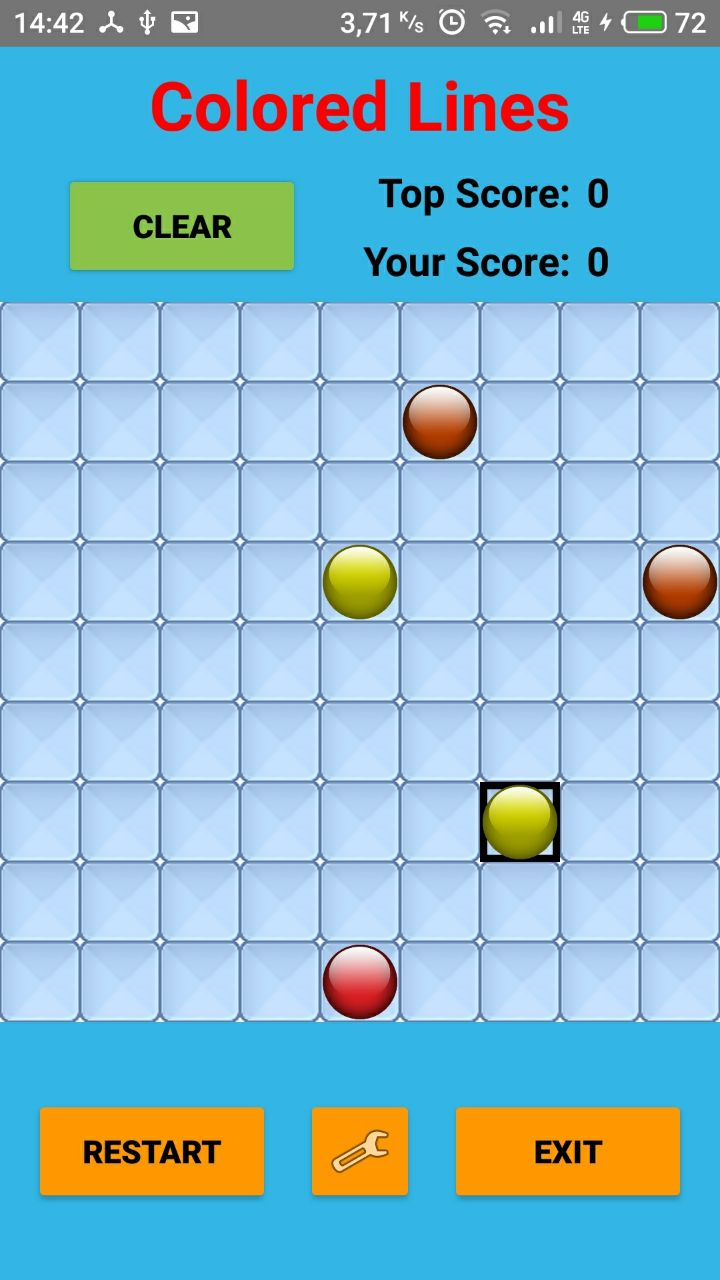 14:42 3,71 K/s 4G LTE 72
Colored Lines
CLEAR
Top Score: 0
Your Score: 0
RESTART
EXIT